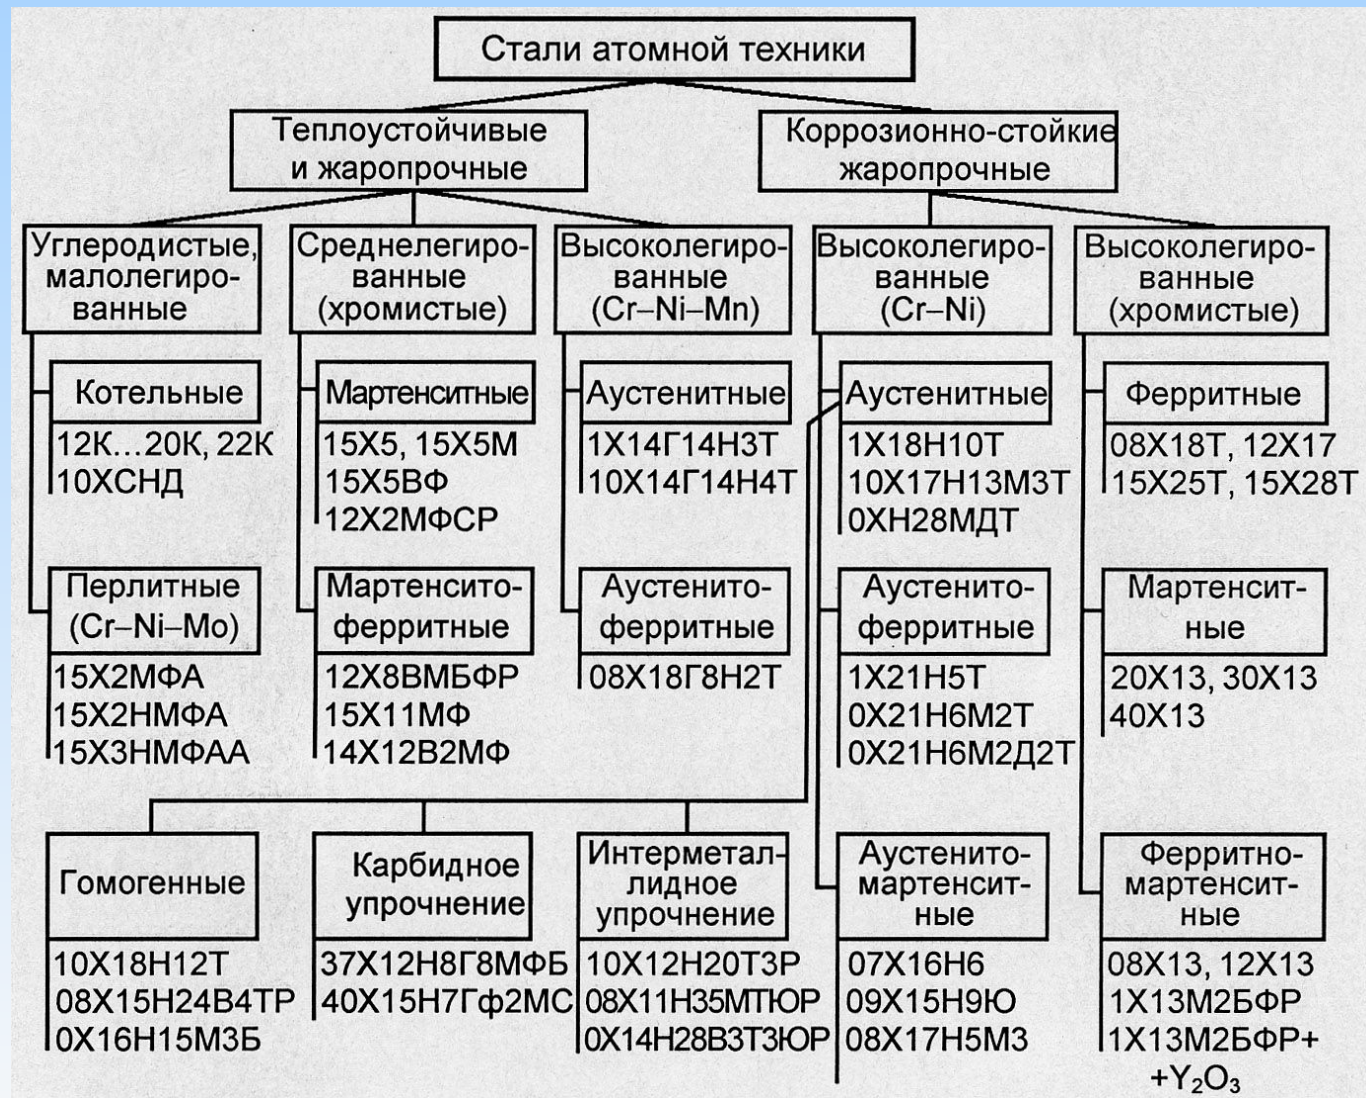 Стали атомной техники
Теплоустойчивые
и жаропрочные
Коррозионно-стойкие
жаропрочные
Углеродистые,
малолегиро-
ванные
Среднелегиро-
ванные
(хромистые)
Высоколегиро-
ванные
(Cr–Ni–Mn)
Высоколегиро-
ванные
(Cr–Ni)
Высоколегиро-
ванные
(хромистые)
Котельные
12К...20К, 22К
10ХСНД
Мартенситные
15Х5, 15Х5М
15Х5ВФ
12Х2МФСР
Аустенитные
1Х14Г14Н3Т
10Х14Г14Н4Т
Аустенитные
1Х18Н10Т
10Х17Н13М3Т
0ХН28МДТ
Ферритные
08Х18Т, 12Х17
15Х25Т, 15Х28Т
Перлитные
(Cr–Ni–Mo)
15Х2МФА
15Х2НМФА
15Х3НМФАА
Мартенсито-
ферритные
12Х8ВМБФР
15Х11МФ
14Х12В2МФ
Аустенито-
ферритные
08Х18Г8Н2Т
Аустенито-
ферритные
1Х21Н5Т
0Х21Н6М2Т
0Х21Н6М2Д2Т
Мартенсит-
ные
20Х13, 30Х13
40Х13
Гомогенные
10Х18Н12Т
08Х15Н24В4ТР
0Х16Н15М3Б
Карбидное
упрочнение
37Х12Н8Г8МФБ
40Х15Н7Гф2МС
Интерметал-
лидное
упрочнение
10Х12Н20Т3Р
08Х11Н35МТЮР
0Х14Н28В3Т3ЮР
Аустенито-
мартенсит-
ные
07Х16Н6
09Х15Н9Ю
08Х17Н5М3
Ферритно-
мартенсит-
ные
08Х13, 12Х13
1Х13М2БФР
1Х13М2БФР+
+Y₂O₃